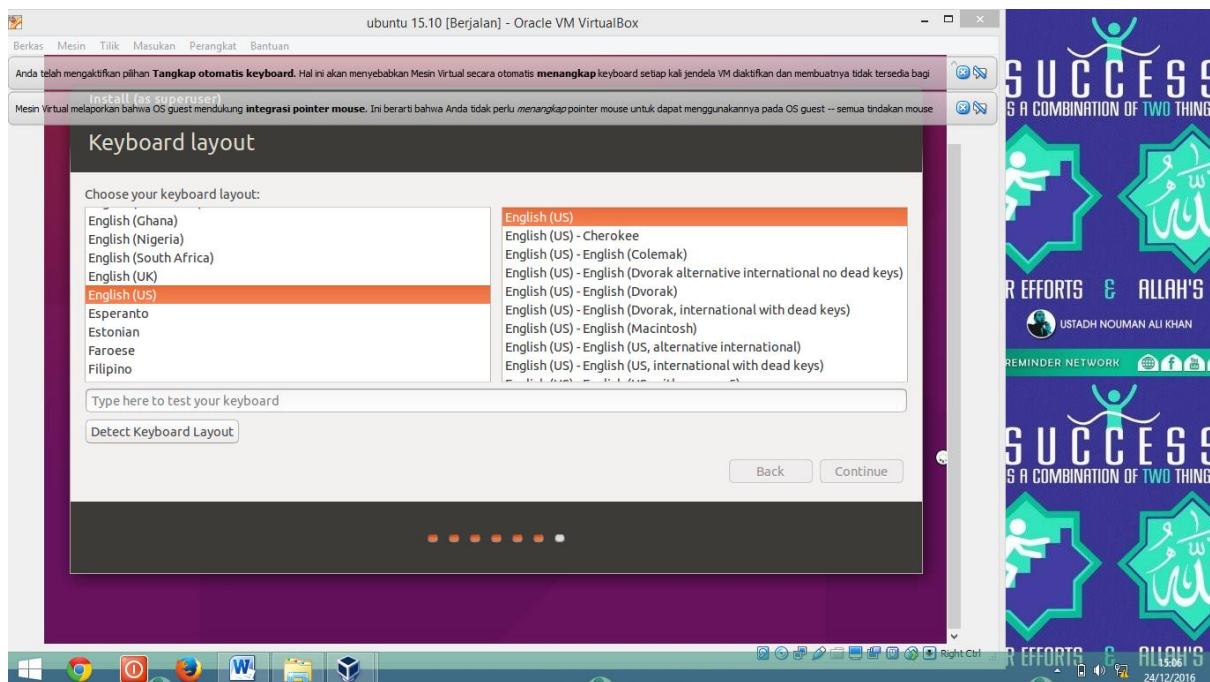 ubuntu 15.10 [Berjalan] - Oracle VM VirtualBox
Berkas Mesin Tilik Masukan Perangkat Bantuan
Anda telah mengaktifkan pilihan Tangkap otomatis keyboard. Hal ini akan menyebabkan Mesin Virtual secara otomatis menangkap keyboard setiap kali jendela VM diaktifkan dan membuatnya tidak tersedia bagi
Install (as superuser)
Mesin Virtual melaporkan bahwa OS guest mendukung integrasi pointer mouse. Ini berarti bahwa Anda tidak perlu menangkap pointer mouse untuk dapat menggunakannya pada OS guest -- semua tindakan mouse
Keyboard layout
Choose your keyboard layout:
English (Ghana)
English (Nigeria)
English (South Africa)
English (UK)
English (US)
Esperanto
Estonian
Faroese
Filipino
English (US)
English (US) - Cherokee
English (US) - English (Colemak)
English (US) - English (Dvorak alternative international no dead keys)
English (US) - English (Dvorak)
English (US) - English (Dvorak, international with dead keys)
English (US) - English (Macintosh)
English (US) - English (US, alternative international)
English (US) - English (US, international with dead keys)
Type here to test your keyboard
Detect Keyboard Layout
Back Continue
Right Ctrl
SUCCESS
IS A COMBINATION OF TWO THING
الله
R EFFORTS & ALLAH'S
USTADH NOUMAN ALI KHAN
REMINDER NETWORK
SUCCESS
IS A COMBINATION OF TWO THING
الله
R EFFORTS & ALLAH'S
15:06
24/12/2016